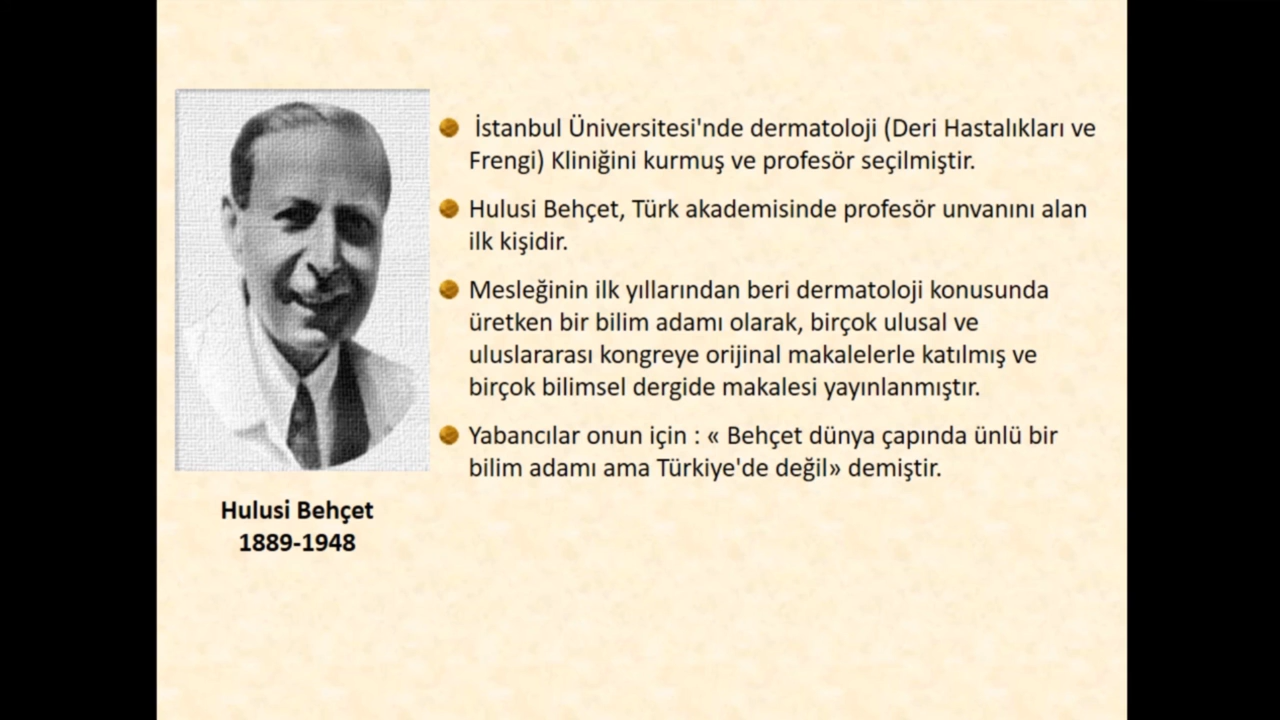 İstanbul Üniversitesi'nde dermatoloji (Deri Hastalıkları ve
Frengi) Kliniğini kurmuş ve profesör seçilmiştir.
Hulusi Behçet, Türk akademisinde profesör unvanını alan
ilk kişidir.
Mesleğinin ilk yıllarından beri dermatoloji konusunda
üretken bir bilim adamı olarak, birçok ulusal ve
uluslararası kongreye orijinal makalelerle katılmış ve
birçok bilimsel dergide makalesi yayınlanmıştır.
Yabancılar onun için : « Behçet dünya çapında ünlü bir
bilim adamı ama Türkiye'de değil» demiştir.
Hulusi Behçet
1889-1948